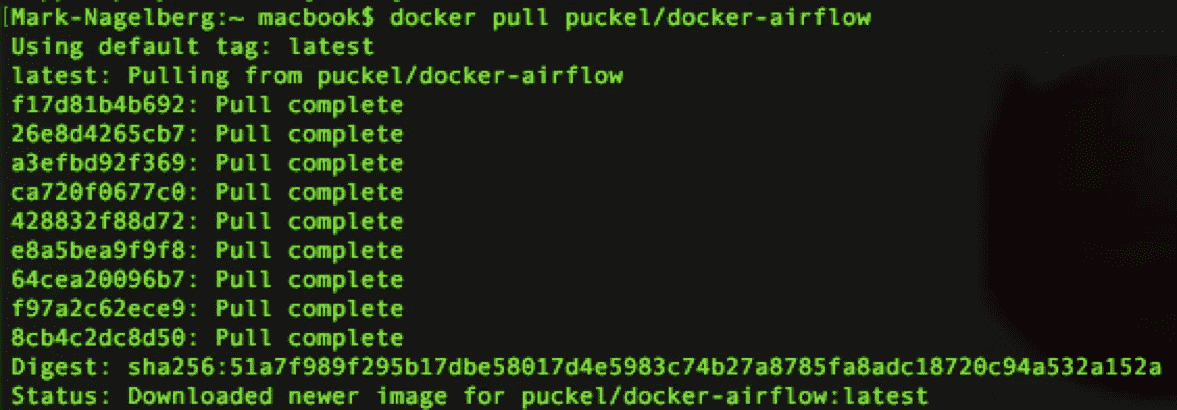 [Mark-Nagelberg:~ macbook$ docker pull puckel/docker-airflow
Using default tag: latest
latest: Pulling from puckel/docker-airflow
f17d81b4b692: Pull complete
26e8d4265cb7: Pull complete
a3efbd92f369: Pull complete
ca720f0677c0: Pull complete
428832f88d72: Pull complete
e8a5bea9f9f8: Pull complete
64cea20096b7: Pull complete
f97a2c62ece9: Pull complete
8cb4c2dc8d50: Pull complete
Digest: sha256:51a7f989f295b17dbe58017d4e5983c74b27a8785fa8adc18720c94a532a152a
Status: Downloaded newer image for puckel/docker-airflow:latest